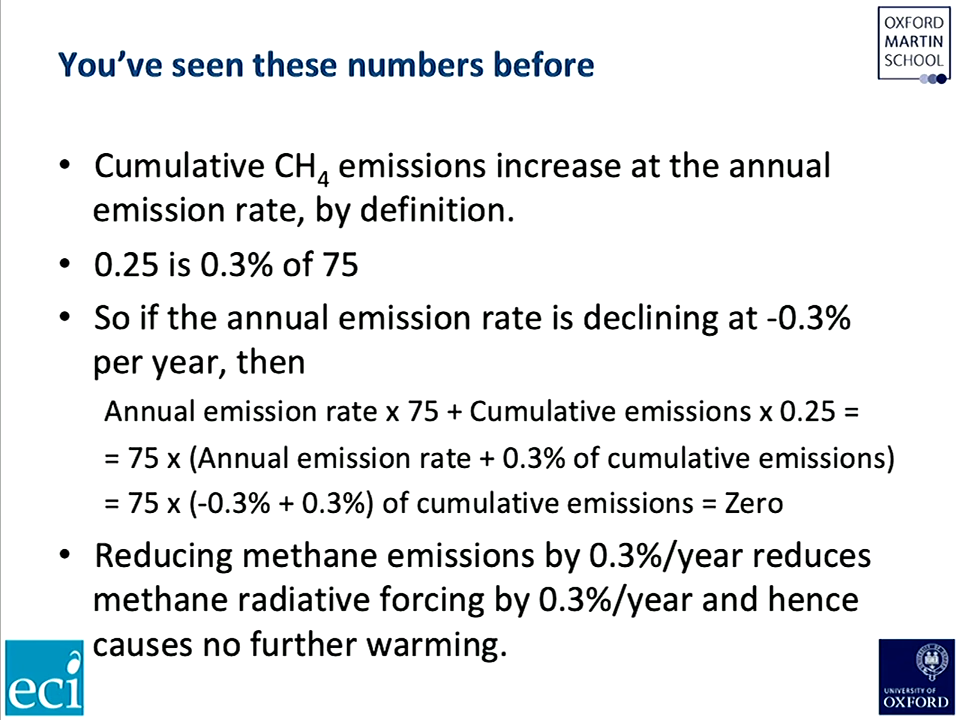 OXFORD
MARTIN
SCHOOL
You've seen these numbers before
• Cumulative CH₄ emissions increase at the annual
emission rate, by definition.
• 0.25 is 0.3% of 75
• So if the annual emission rate is declining at -0.3%
per year, then
Annual emission rate x 75 + Cumulative emissions x 0.25 =
= 75 x (Annual emission rate + 0.3% of cumulative emissions)
= 75 x (-0.3% + 0.3%) of cumulative emissions = Zero
• Reducing methane emissions by 0.3%/year reduces
methane radiative forcing by 0.3%/year and hence
causes no further warming.
eci
UNIVERSITY OF
OXFORD